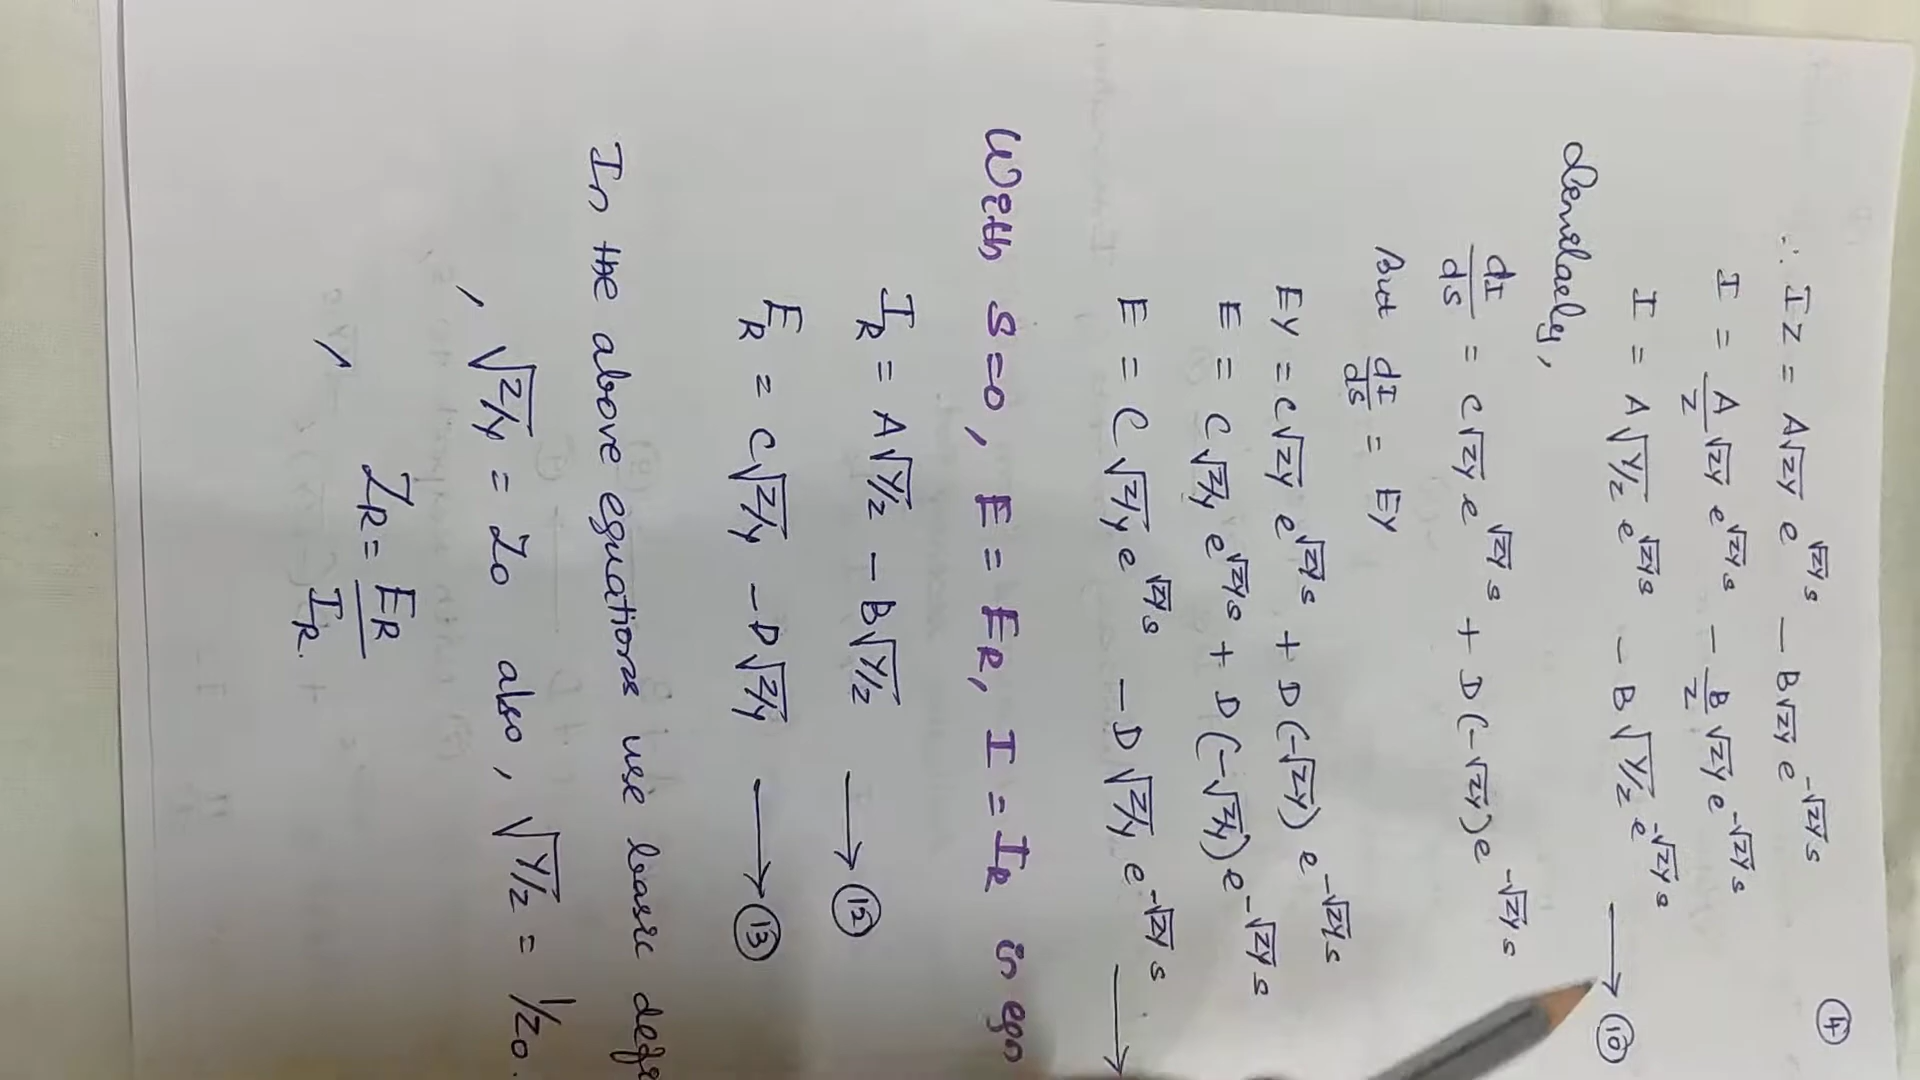 ④
∴ IZ = A√ZY e^√ZY s − B√ZY e^−√ZY s
I = A/Z √ZY e^√ZY s − B/Z √ZY e^−√ZY s
I = A√Y/Z e^√ZY s − B√Y/Z e^−√ZY s → ⑩
Similarly,
dI/ds = C√ZY e^√ZY s + D(−√ZY)e^−√ZY s
But dI/ds = EY
EY = C√ZY e^√ZY s + D(−√ZY) e^−√ZY s
E = C√Z/Y e^√ZY s + D(−√Z/Y)e^−√ZY s
E = C√Z/Y e^√ZY s − D√Z/Y e^−√ZY s →
With S=0, E = E_R, I = I_R in eqn
I_R = A√Y/Z − B√Y/Z → ⑫
E_R = C√Z/Y − D√Z/Y → ⑬
In the above equations use basic
, √Z/Y = Z0 also, √Y/Z = 1/Z0.
Z_R = E_R/I_R.